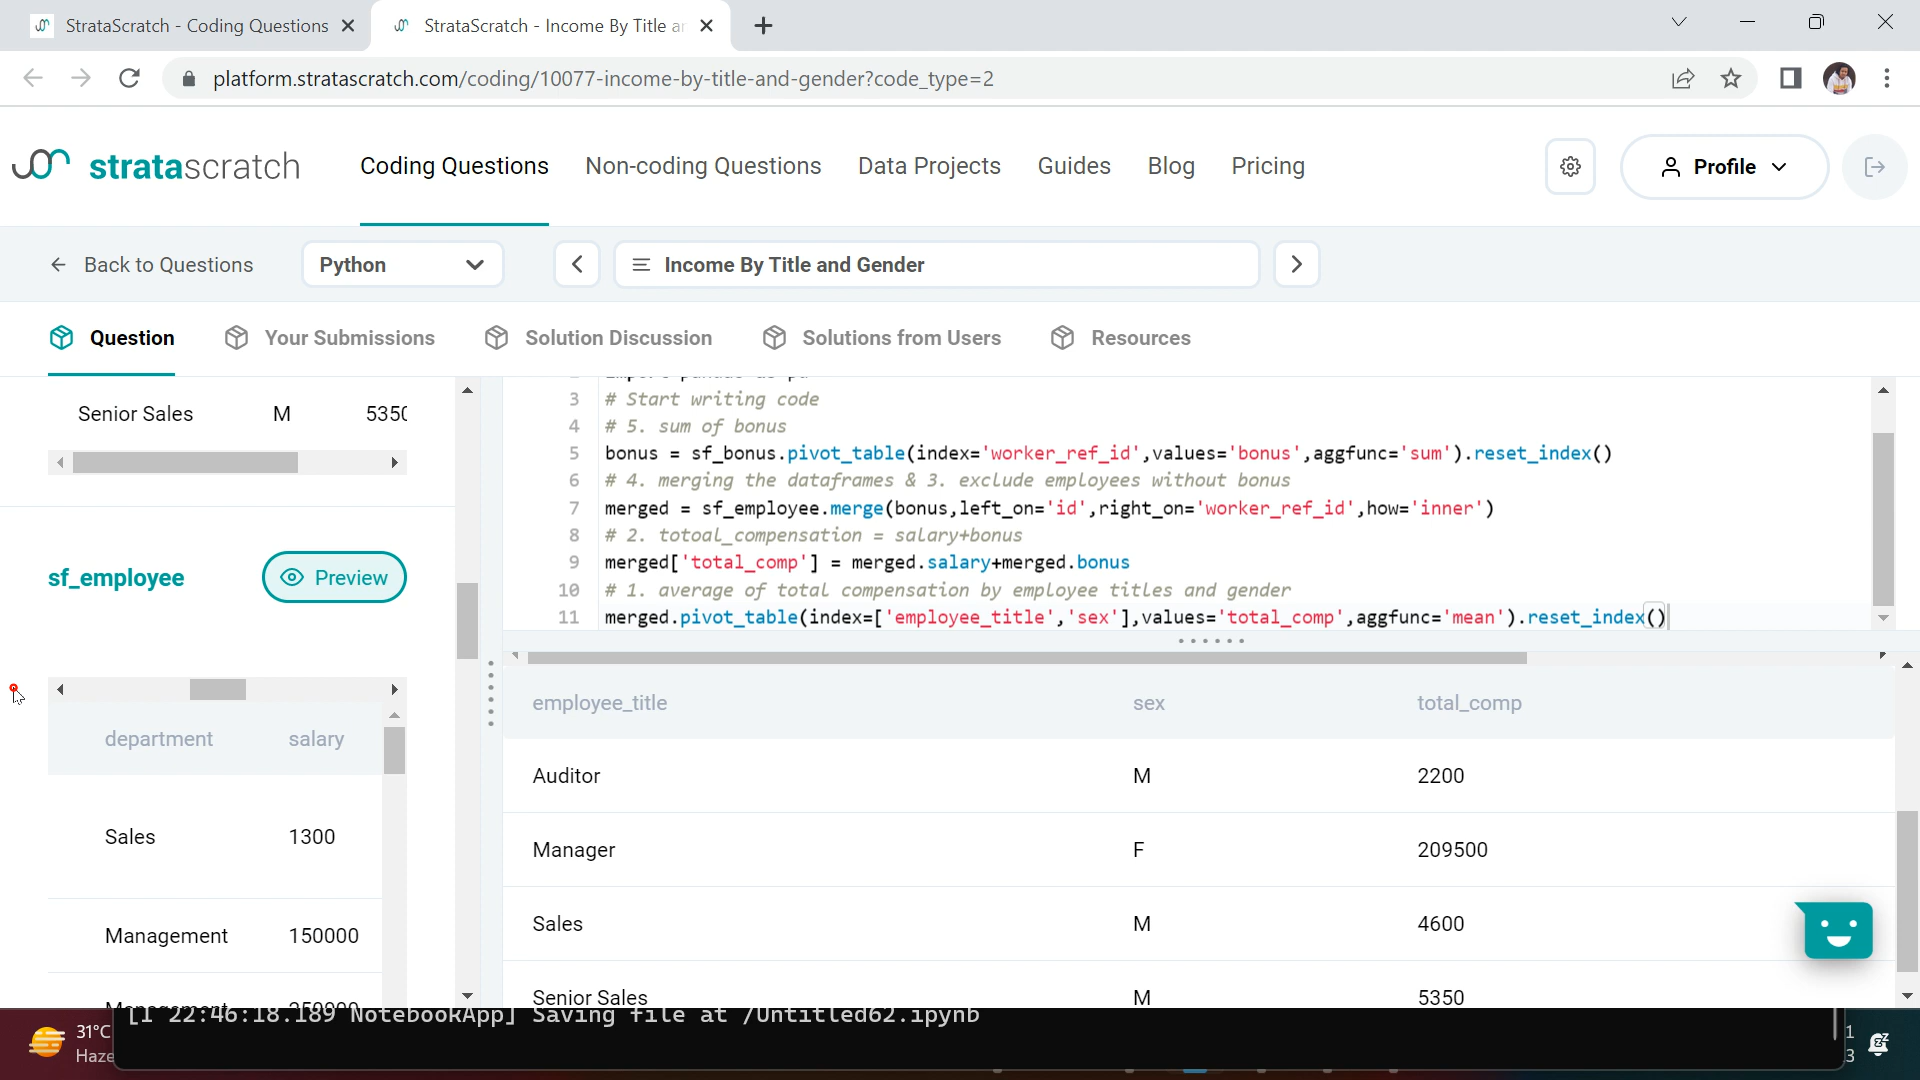 StrataScratch - Coding Questions
StrataScratch - Income By Title ar
platform.stratascratch.com/coding/10077-income-by-title-and-gender?code_type=2
stratascratch
Coding Questions
Non-coding Questions
Data Projects
Guides
Blog
Pricing
Profile
Back to Questions
Python
Income By Title and Gender
Question
Your Submissions
Solution Discussion
Solutions from Users
Resources
Senior Sales M 5350
sf_employee
Preview
department salary
Sales 1300
Management 150000
Management 250000
3 # Start writing code
4 # 5. sum of bonus
5 bonus = sf_bonus.pivot_table(index='worker_ref_id',values='bonus',aggfunc='sum').reset_index()
6 # 4. merging the dataframes & 3. exclude employees without bonus
7 merged = sf_employee.merge(bonus,left_on='id',right_on='worker_ref_id',how='inner')
8 # 2. totoal_compensation = salary+bonus
9 merged['total_comp'] = merged.salary+merged.bonus
10 # 1. average of total compensation by employee titles and gender
11 merged.pivot_table(index=['employee_title','sex'],values='total_comp',aggfunc='mean').reset_index()
employee_title sex total_comp
Auditor M 2200
Manager F 209500
Sales M 4600
Senior Sales M 5350
[I 22:46:18.189 NotebookApp] Saving file at /Untitled62.ipynb
31°C
Haze
1
3